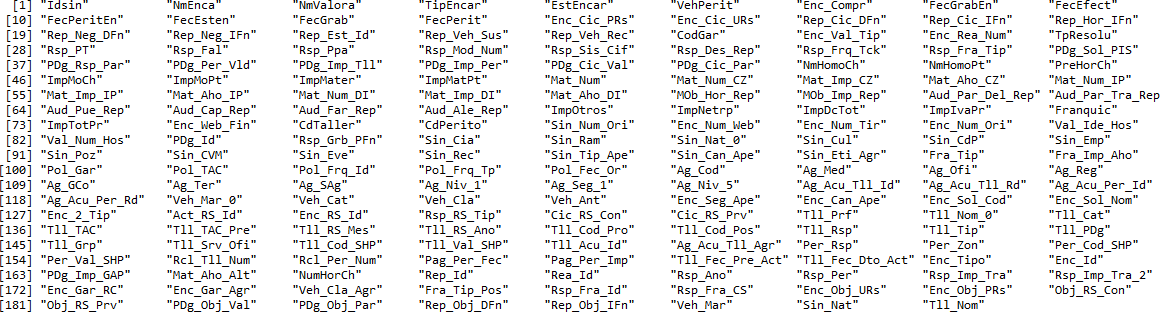 [1] "Idsin" "NmEnca" "NmValora" "TipEncar" "EstEncar" "VehPerit" "Enc_Compr" "FecGrabEn" "FecEfect"
[10] "FecPeritEn" "FecEsten" "FecGrab" "FecPerit" "Enc_Cic_PRs" "Enc_Cic_URs" "Rep_Cic_DFn" "Rep_Cic_IFn" "Rep_Hor_IFn"
[19] "Rep_Neg_DFn" "Rep_Neg_IFn" "Rep_Est_Id" "Rep_Veh_Sus" "Rep_Veh_Rec" "CodGar" "Enc_Val_Tip" "Enc_Rea_Num" "TpResolu"
[28] "Rsp_PT" "Rsp_Fal" "Rsp_Ppa" "Rsp_Mod_Num" "Rsp_Sis_Cif" "Rsp_Des_Rep" "Rsp_Frq_Tck" "Rsp_Fra_Tip" "PDg_Sol_PIS"
[37] "PDg_Rsp_Par" "PDg_Per_Vld" "PDg_Imp_Tll" "PDg_Imp_Per" "PDg_Cic_Val" "PDg_Cic_Par" "NmHomoCh" "NmHomoPt" "PreHorCh"
[46] "ImpMoCh" "ImpMoPt" "ImpMater" "ImpMatPt" "Mat_Num" "Mat_Num_CZ" "Mat_Imp_CZ" "Mat_Aho_CZ" "Mat_Num_IP"
[55] "Mat_Imp_IP" "Mat_Aho_IP" "Mat_Num_DI" "Mat_Imp_DI" "Mat_Aho_DI" "MOb_Hor_Rep" "MOb_Imp_Rep" "Aud_Par_Del_Rep" "Aud_Par_Tra_Rep"
[64] "Aud_Pue_Rep" "Aud_Cap_Rep" "Aud_Far_Rep" "Aud_Ale_Rep" "ImpOtros" "ImpNetrp" "ImpDcTot" "ImpIvaPr" "Franquic"
[73] "ImpTotPr" "Enc_Web_Fin" "CdTaller" "CdPerito" "Sin_Num_Ori" "Enc_Num_Web" "Enc_Num_Tir" "Enc_Num_Ori" "Val_Ide_Hos"
[82] "Val_Num_Hos" "PDg_Id" "Rsp_Grb_PFn" "Sin_Cia" "Sin_Ram" "Sin_Nat_0" "Sin_Cul" "Sin_CdP" "Sin_Emp"
[91] "Sin_Poz" "Sin_CVM" "Sin_Eve" "Sin_Rec" "Sin_Tip_Ape" "Sin_Can_Ape" "Sin_Eti_Agr" "Fra_Tip" "Fra_Imp_Aho"
[100] "Pol_Gar" "Pol_TAC" "Pol_Frq_Id" "Pol_Frq_Tp" "Pol_Fec_Or" "Ag_Cod" "Ag_Med" "Ag_Ofi" "Ag_Reg"
[109] "Ag_GCo" "Ag_Ter" "Ag_SAg" "Ag_Niv_1" "Ag_Seg_1" "Ag_Niv_5" "Ag_Acu_Tll_Id" "Ag_Acu_Tll_Rd" "Ag_Acu_Per_Id"
[118] "Ag_Acu_Per_Rd" "Veh_Mar_0" "Veh_Cat" "Veh_Cla" "Veh_Ant" "Enc_Seg_Ape" "Enc_Can_Ape" "Enc_Sol_Cod" "Enc_Sol_Nom"
[127] "Enc_2_Tip" "Act_RS_Id" "Enc_RS_Id" "Rsp_RS_Tip" "Cic_RS_Con" "Cic_RS_Prv" "Tll_Prf" "Tll_Nom_0" "Tll_Cat"
[136] "Tll_TAC" "Tll_TAC_Pre" "Tll_RS_Mes" "Tll_RS_Ano" "Tll_Cod_Pro" "Tll_Cod_Pos" "Tll_Rsp" "Tll_Tip" "Tll_PDg"
[145] "Tll_Grp" "Tll_Srv_Ofi" "Tll_Cod_SHP" "Tll_Val_SHP" "Tll_Acu_Id" "Ag_Acu_Tll_Agr" "Per_Rsp" "Per_Zon" "Per_Cod_SHP"
[154] "Per_Val_SHP" "Rcl_Tll_Num" "Rcl_Per_Num" "Pag_Per_Fec" "Pag_Per_Imp" "Tll_Fec_Pre_Act" "Tll_Fec_Dto_Act" "Enc_Tipo" "Enc_Id"
[163] "PDg_Imp_GAP" "Mat_Aho_Alt" "NumHorCh" "Rep_Id" "Rea_Id" "Rsp_Ano" "Rsp_Per" "Rsp_Imp_Tra" "Rsp_Imp_Tra_2"
[172] "Enc_Gar_RC" "Enc_Gar_Agr" "Veh_Cla_Agr" "Fra_Tip_Pos" "Rsp_Fra_Id" "Rsp_Fra_CS" "Enc_Obj_URs" "Enc_Obj_PRs" "Obj_RS_Con"
[181] "Obj_RS_Prv" "PDg_Obj_Val" "PDg_Obj_Par" "Rep_Obj_DFn" "Rep_Obj_IFn" "Veh_Mar" "Sin_Nat" "Tll_Nom"